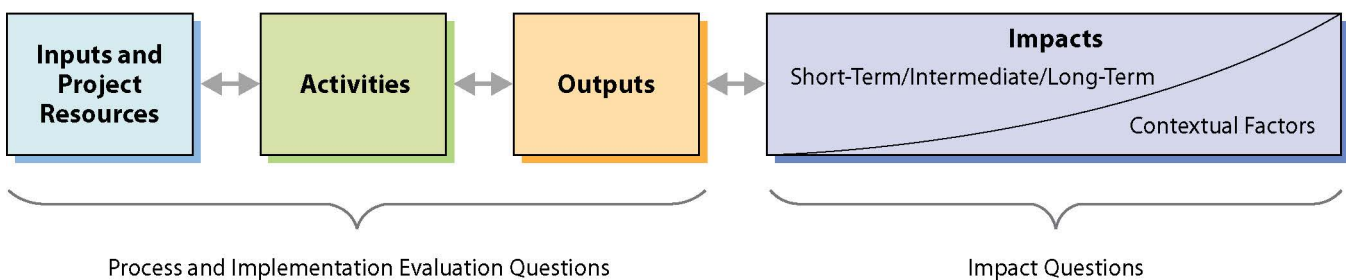 Inputs and
Project
Resources
Activities
Outputs
Impacts
Short-Term/Intermediate/Long-Term
Contextual Factors
Process and Implementation Evaluation Questions
Impact Questions